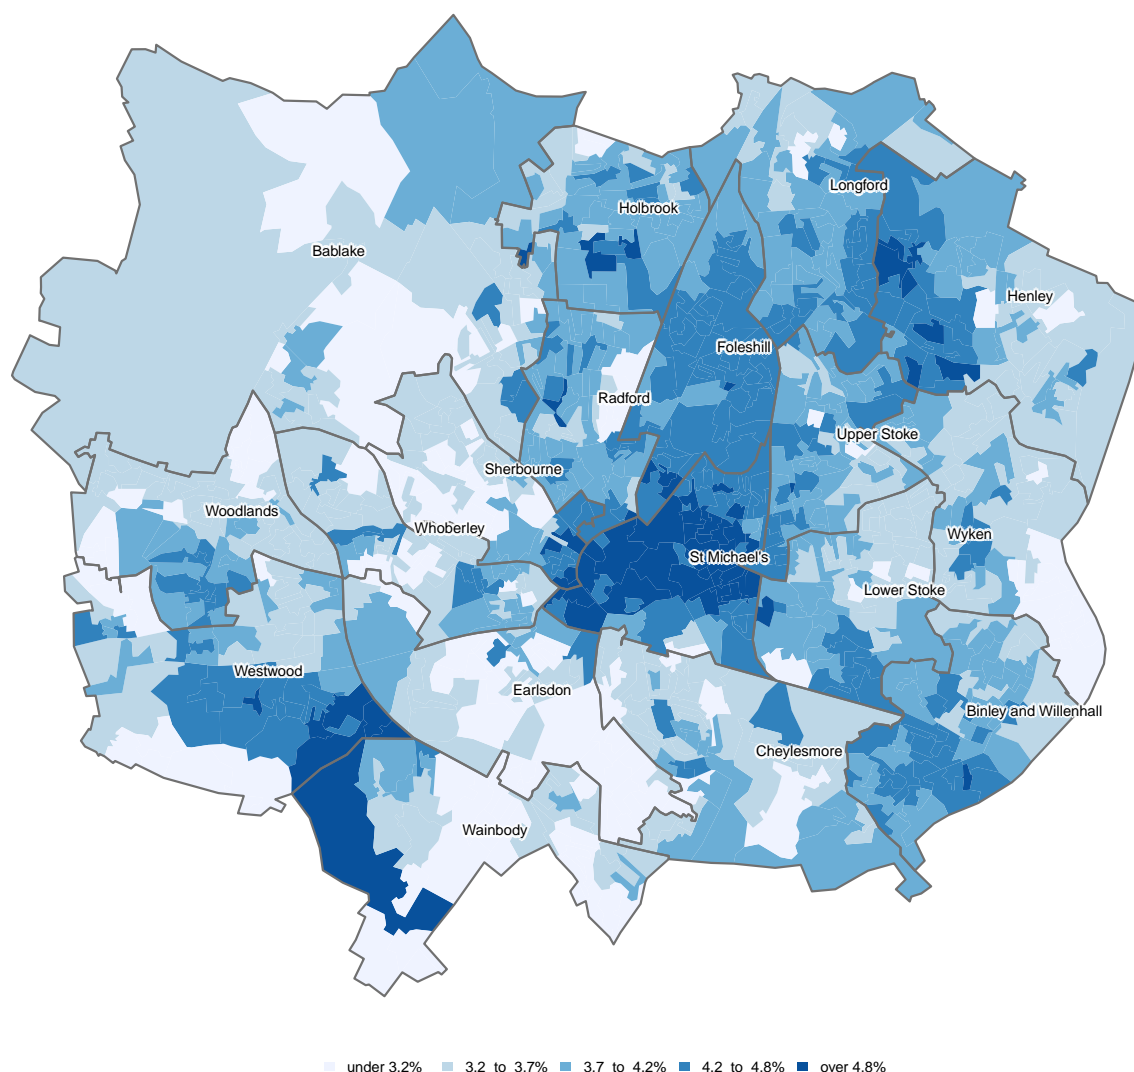 Longford
Holbrook
Bablake
Henley
Foleshill
Radford
Upper Stoke
Sherbourne
Woodlands
Whoberley
Wyken
St Michael's
Lower Stoke
Westwood
Earlsdon
Binley and Willenhall
Cheylesmore
Wainbody
under 3.2% 3.2 to 3.7% 3.7 to 4.2% 4.2 to 4.8% over 4.8%